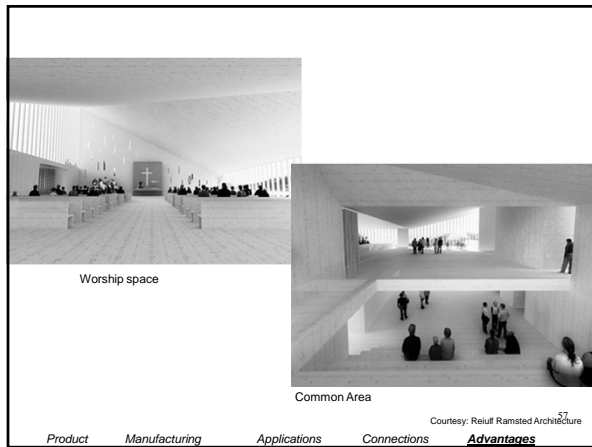 Worship space
Common Area
57
Courtesy: Reiulf Ramsted Architecture
Product Manufacturing Applications Connections Advantages